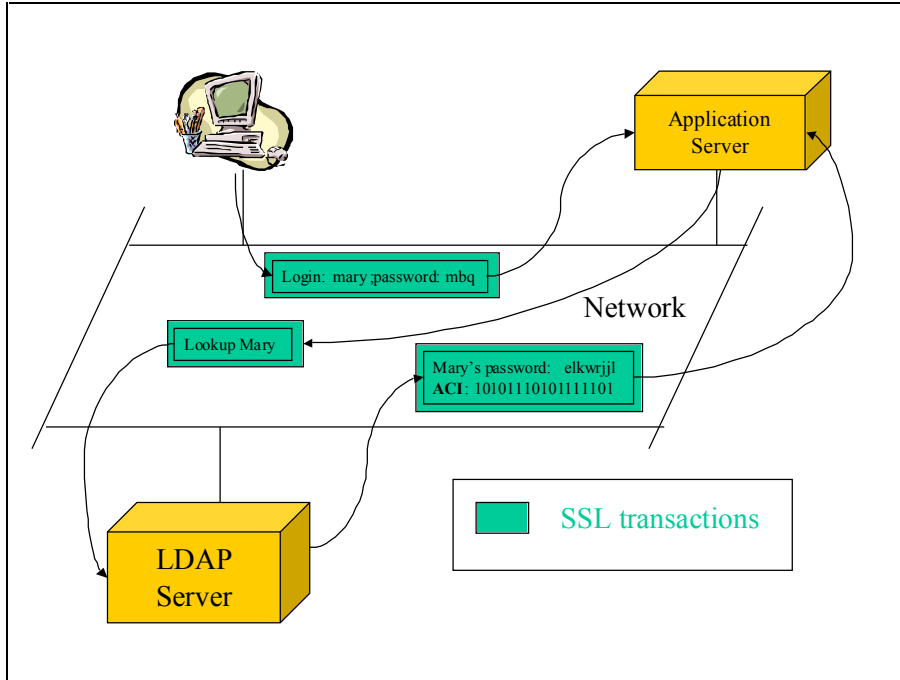 Application
Server
Login: mary ;password: mbq
Network
Lookup Mary
Mary's password: elkwrjjl
ACI: 10101110101111101
SSL transactions
LDAP
Server